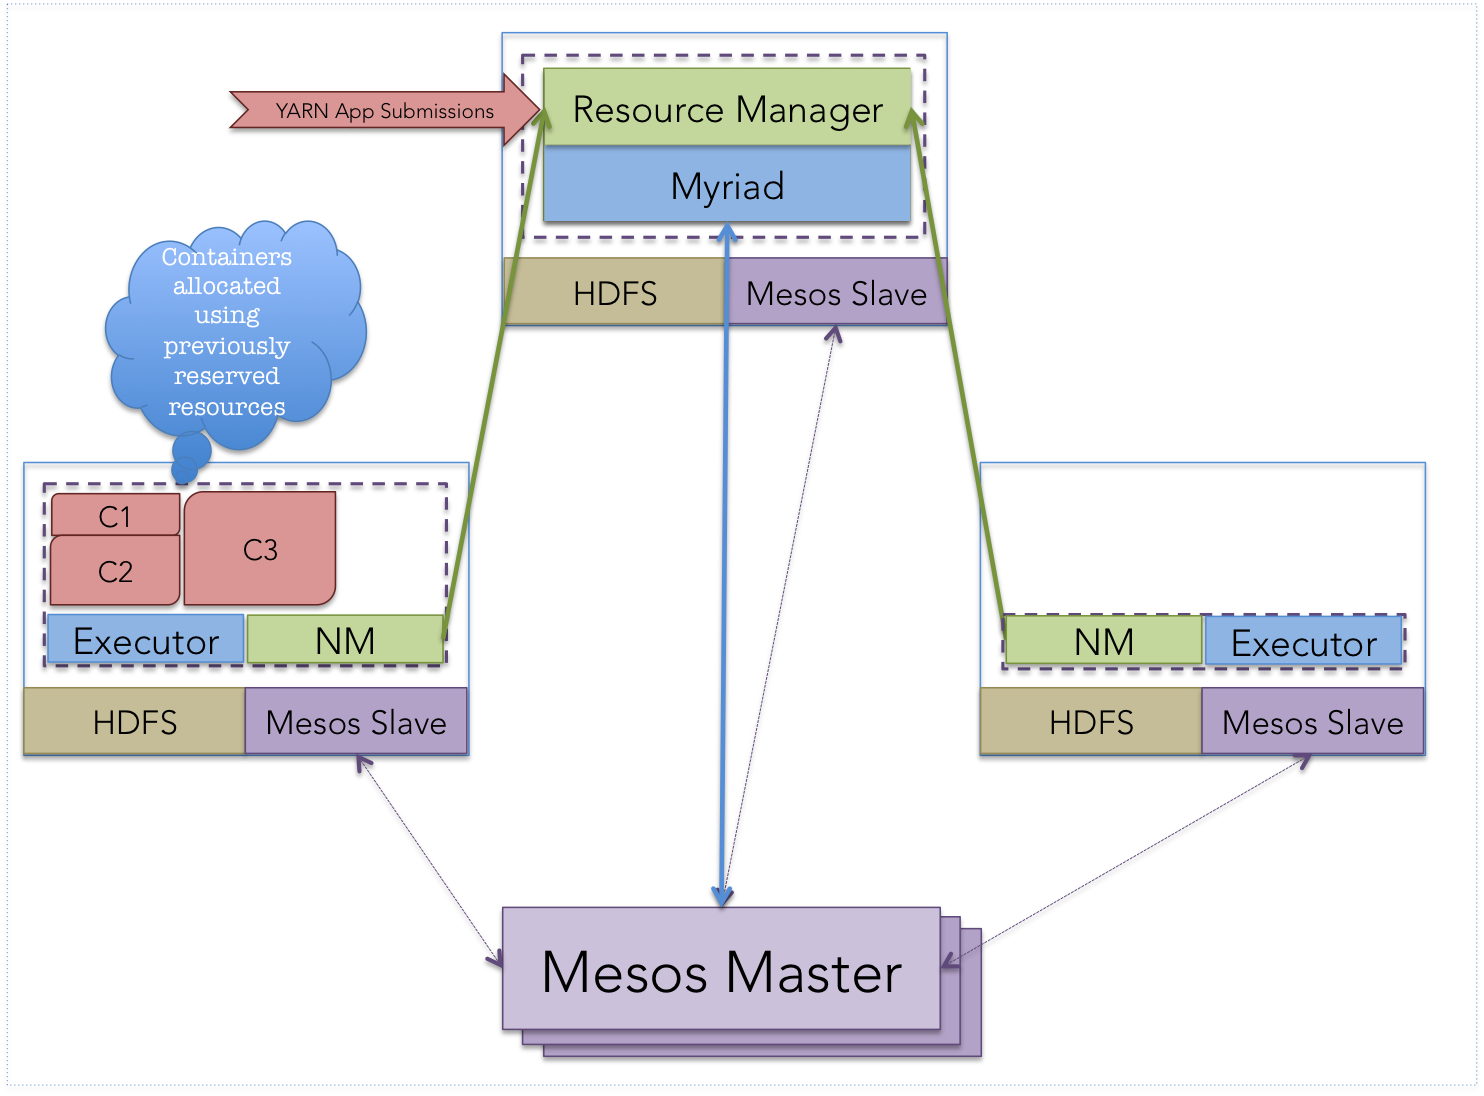 YARN App Submissions
Resource Manager
Myriad
HDFS
Mesos Slave
Containers
allocated
using
previously
reserved
resources
C1
C2
C3
Executor
NM
HDFS
Mesos Slave
NM
Executor
HDFS
Mesos Slave
Mesos Master